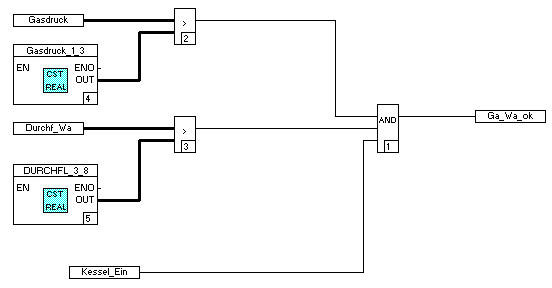 Gasdruck
>
2
Gasdruck_1_3
EN
ENO
CST
REAL
OUT
4
AND
1
Ga_Wa_ok
Durchf_Wa
>
3
DURCHFL_3_8
EN
ENO
CST
REAL
OUT
5
Kessel_Ein